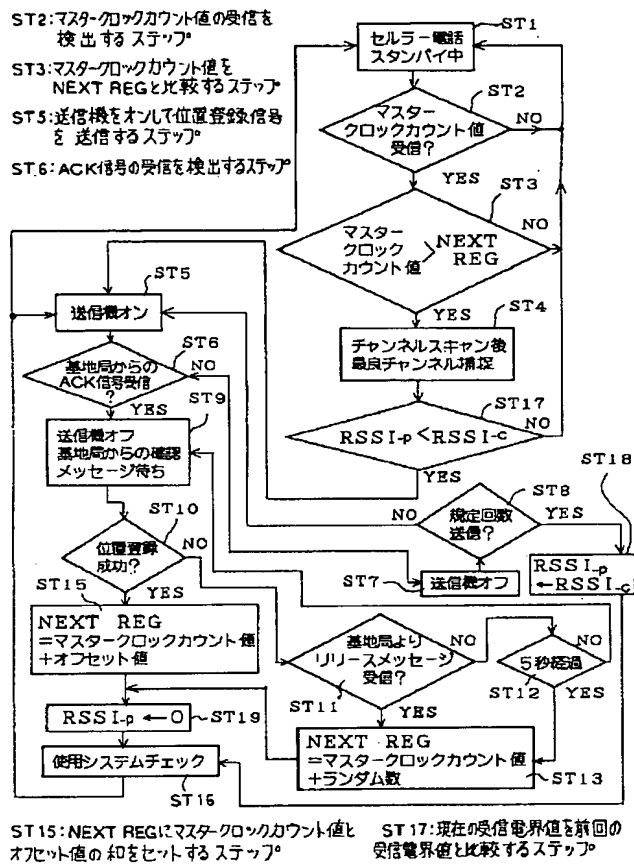 ST2:マスタークロックカウント値の受信を
検出するステップ
ST3:マスタークロックカウント値を
NEXT REGと比較するステップ
ST5:送信機をオンして位置登録信号
を送信するステップ
ST6:ACK信号の受信を検出するステップ
ST1
セルラー電話
スタンバイ中
ST2
マスター
クロックカウント値
受信?
NO
YES
ST3
マスター
クロック
カウント値
>NEXT
REG
NO
YES
ST4
チャンネルスキャン後
最良チャンネル捕捉
ST17
RSSI-p<RSSI-c
NO
YES
ST5
送信機オン
ST6
基地局からの
ACK信号受信
?
NO
YES
ST9
送信機オフ
基地局からの確認
メッセージ待ち
ST8
規定回数
送信?
NO
YES
ST18
RSSI-p
←RSSI-c
ST7
送信機オフ
ST10
位置登録
成功?
NO
YES
ST15
NEXT REG
=マスタークロックカウント値
+オフセット値
基地局より
リリースメッセージ
受信?
NO
ST11
YES
5秒経過
NO
ST12
YES
RSSI-p ← 0
ST19
NEXT REG
=マスタークロックカウント値
+ランダム数
ST13
使用システムチェック
ST16
ST15:NEXT REGにマスタークロックカウント値と
オフセット値の和をセットするステップ
ST17:現在の受信電界値を前回の
受信電界値と比較するステップ